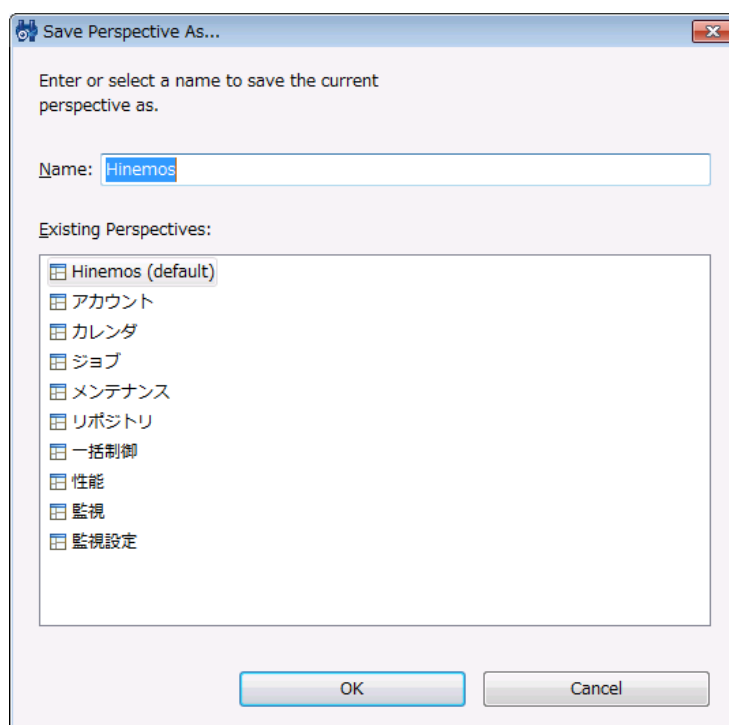 Save Perspective As...
Enter or select a name to save the current
perspective as.
Name: Hinemos
Existing Perspectives:
Hinemos (default)
アカウント
カレンダ
ジョブ
メンテナンス
リポジトリ
一括制御
性能
監視
監視設定
OK Cancel